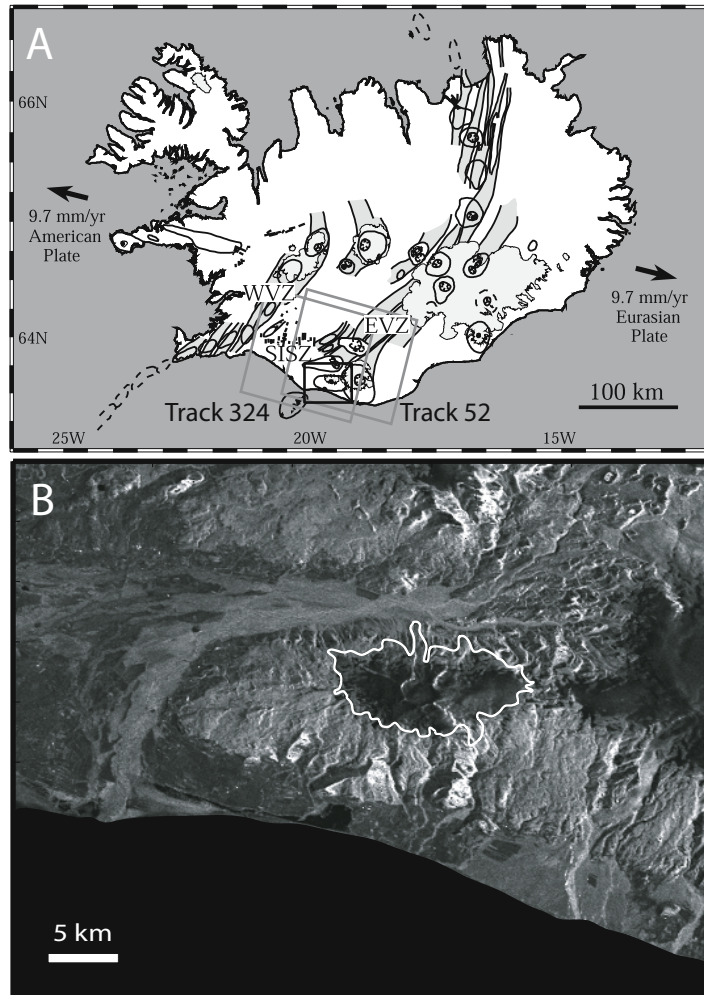 A
66N
9.7 mm/yr
American
Plate
WVZ
9.7 mm/yr
Eurasian
Plate
EVZ
64N
SISZ
100 km
Track 324
Track 52
25W
20W
15W
B
5 km